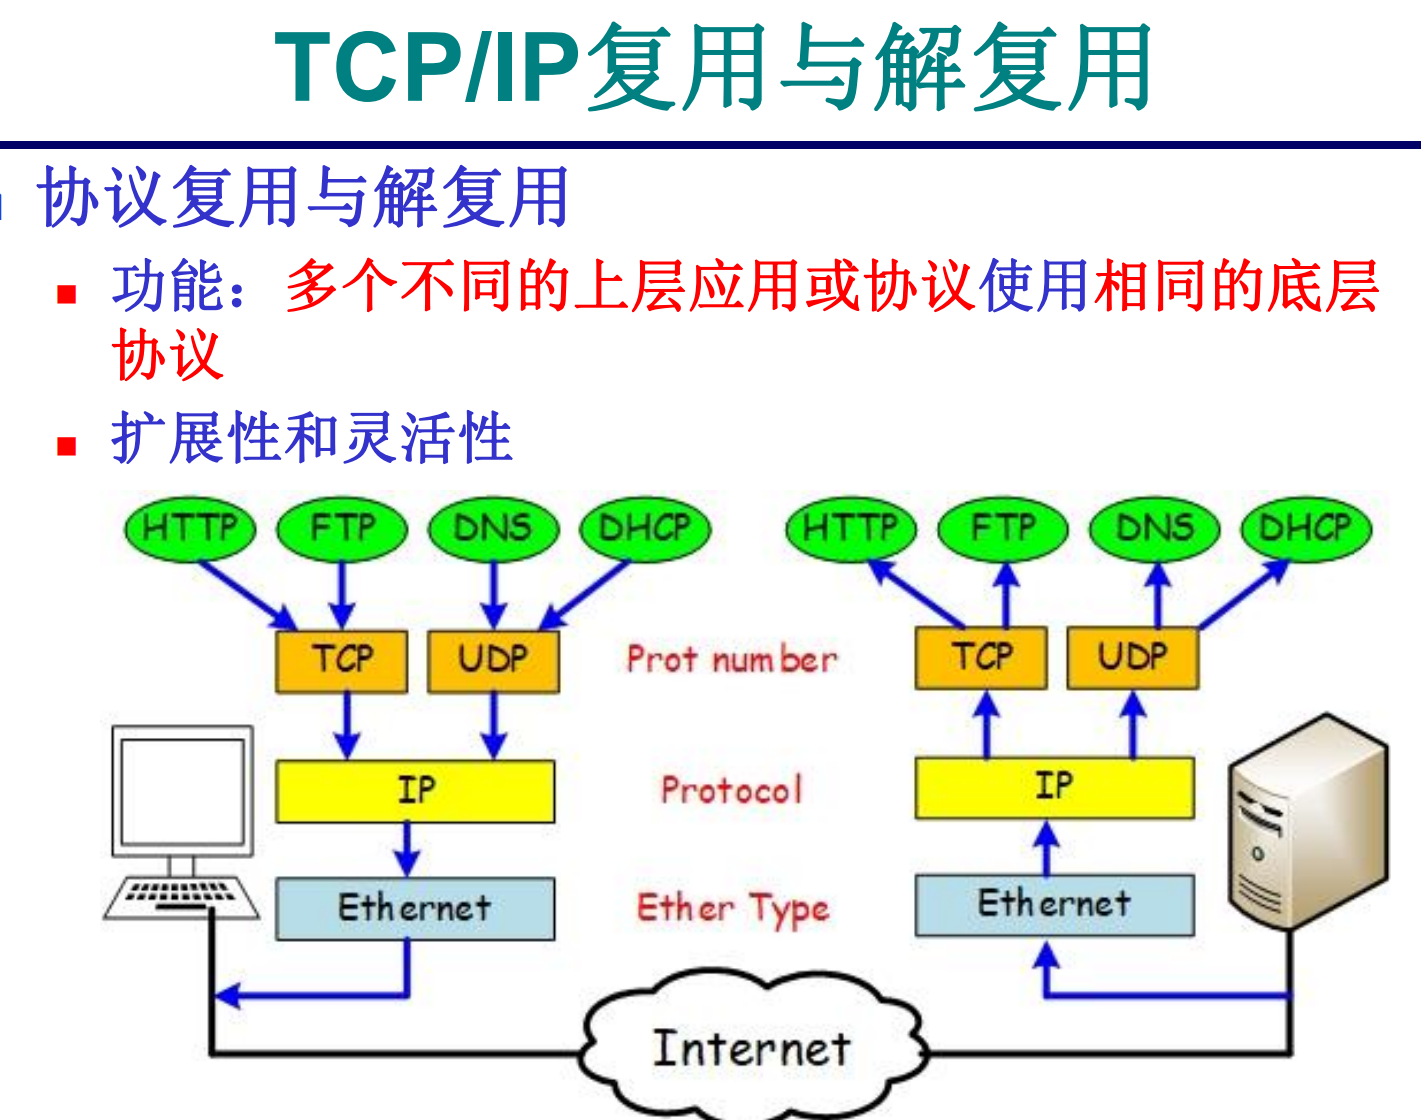 TCP/IP复用与解复用
协议复用与解复用
功能：多个不同的上层应用或协议使用相同的底层
协议
扩展性和灵活性
HTTP FTP DNS DHCP HTTP FTP DNS DHCP
TCP UDP Prot number TCP UDP
IP Protocol IP
Ethernet Ether Type Ethernet
Internet